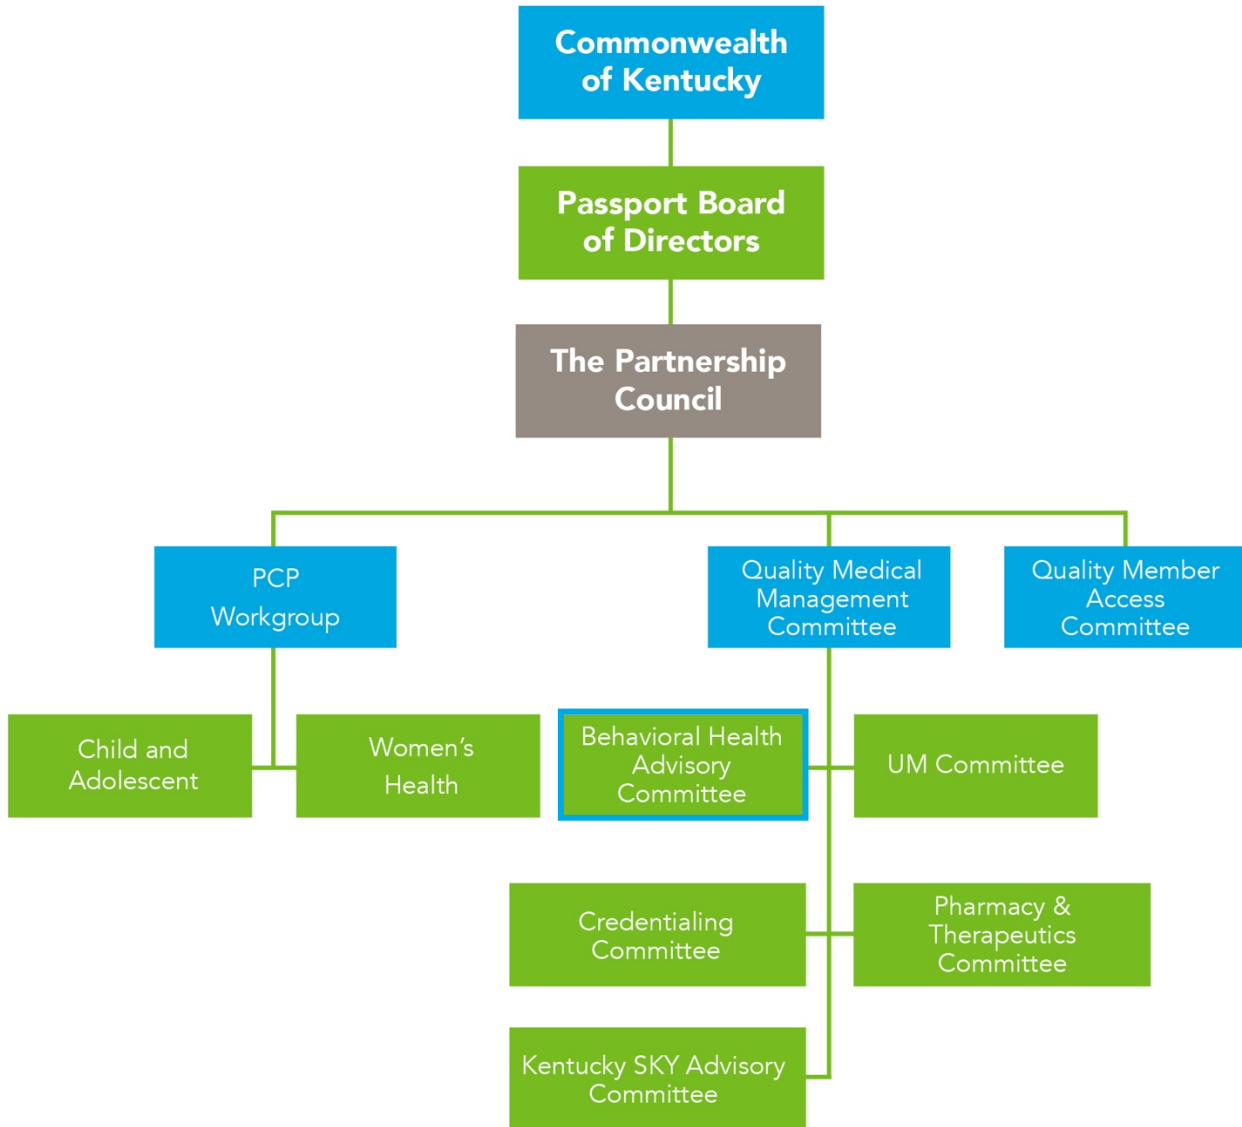 Commonwealth
of Kentucky
Passport Board
of Directors
The Partnership
Council
PCP
Workgroup
Quality Medical
Management
Committee
Quality Member
Access
Committee
Child and
Adolescent
Women’s
Health
Behavioral Health
Advisory
Committee
UM Committee
Credentialing
Committee
Pharmacy &
Therapeutics
Committee
Kentucky SKY Advisory
Committee